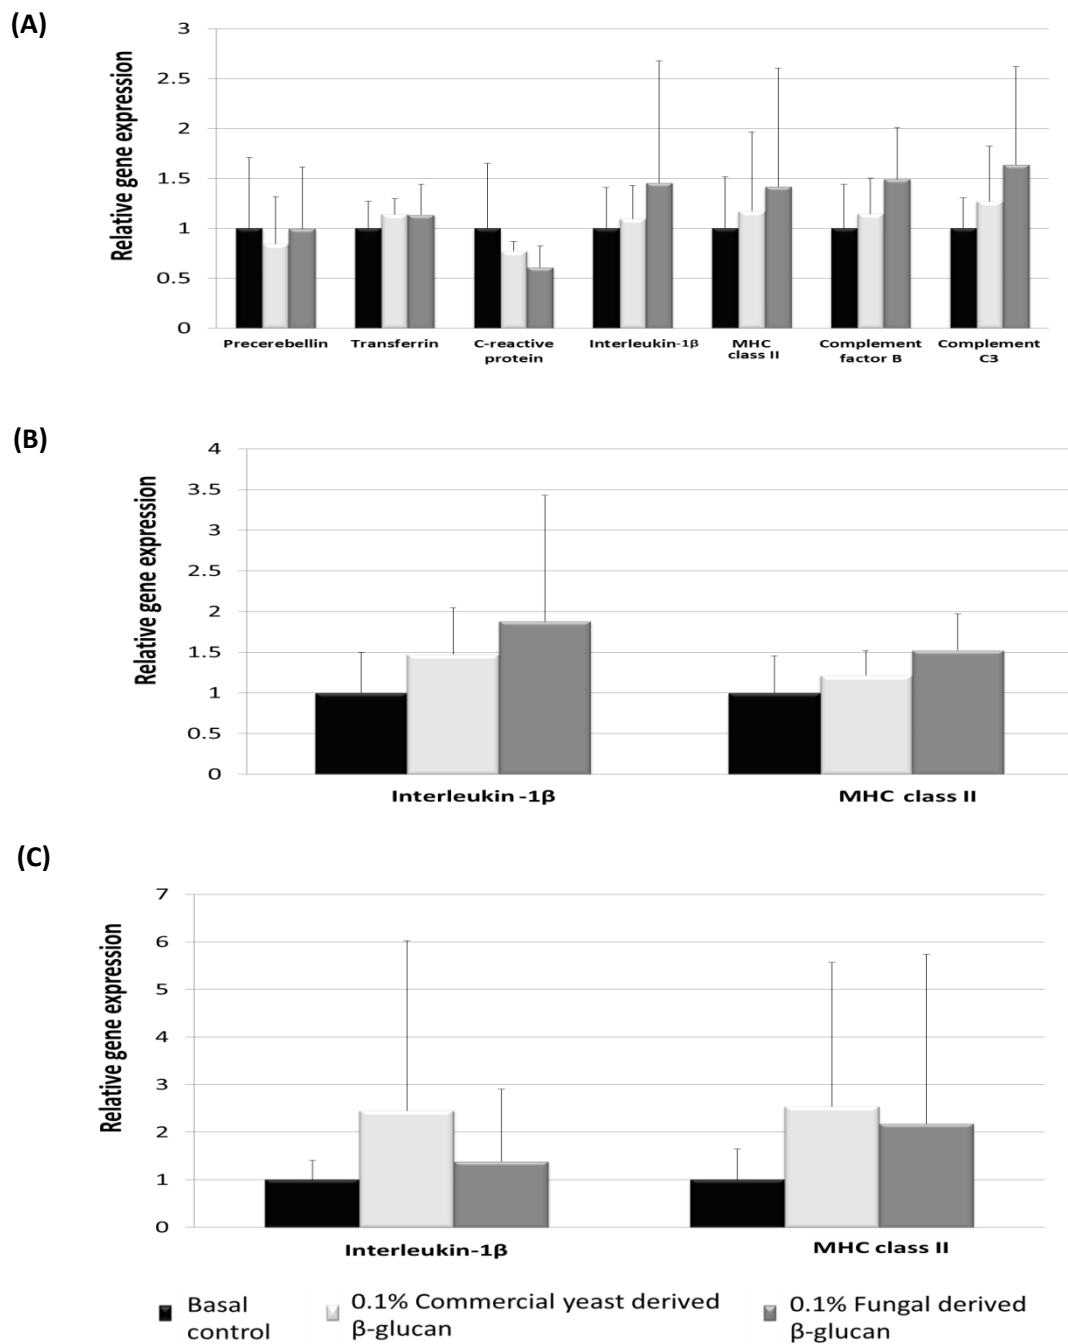 (A)
Relative gene expression
3
2.5
2
1.5
1
0.5
0
Precerebellin
Transferrin
C-reactive
protein
Interleukin-1β
MHC
class II
Complement
factor B
Complement
C3
(B)
Relative gene expression
4
3.5
3
2.5
2
1.5
1
0.5
0
Interleukin -1β
MHC class II
(C)
Relative gene expression
7
6
5
4
3
2
1
0
Interleukin-1β
MHC class II
Basal
control
0.1% Commercial yeast derived
β-glucan
0.1% Fungal derived
β-glucan